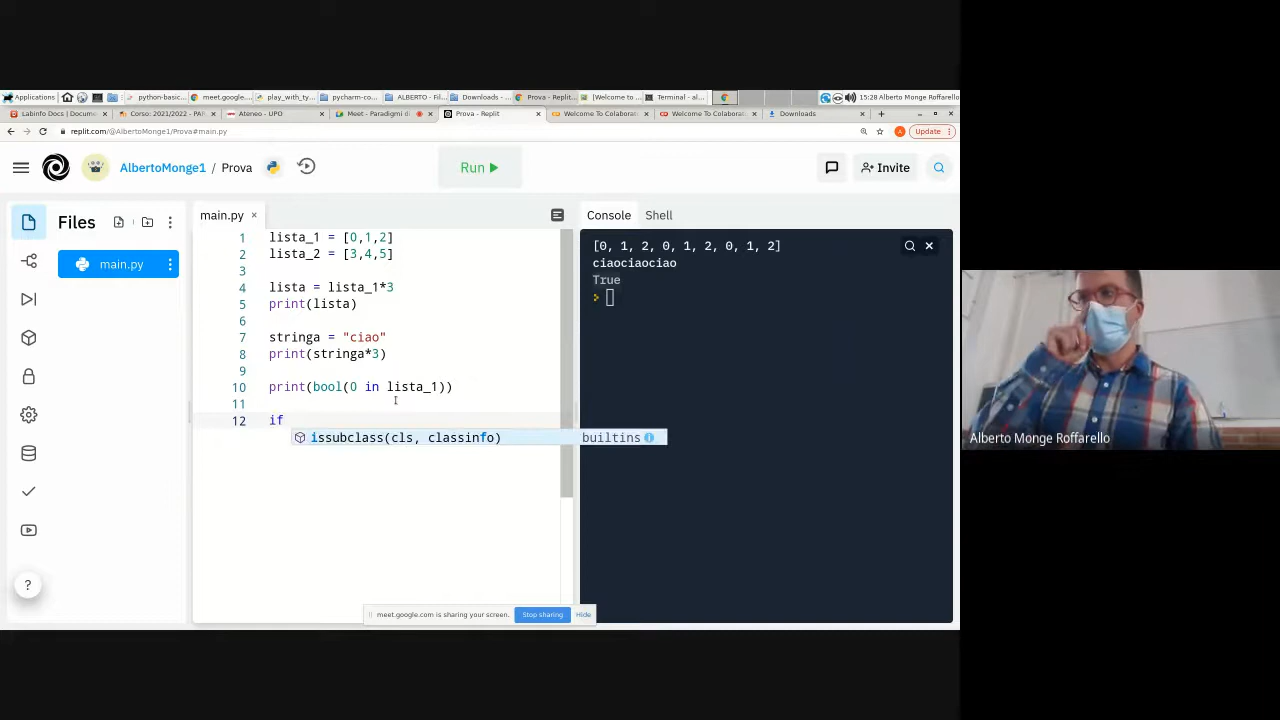 Applications
python-basic...
meet.google....
play_with_ty...
pycharm-co...
ALBERTO - Fil...
Downloads - ...
Prova - Replit...
[Welcome to ...
Terminal - al...
15:28 Alberto Monge Roffarello
Labinfo Docs | Docume
Corso: 2021/2022 - PAR
Ateneo - UPO
Meet - Paradigmi di
Prova - Replit
Welcome To Colaborat
Welcome To Colaborat
Downloads
replit.com/@AlbertoMonge1/Prova#main.py
A
Update
AlbertoMonge1 / Prova
Run
Invite
Files
main.py
main.py
Console
Shell
1 lista_1 = [0,1,2]
2 lista_2 = [3,4,5]
3
4 lista = lista_1*3
5 print(lista)
6
7 stringa = "ciao"
8 print(stringa*3)
9
10 print(bool(0 in lista_1))
11
12 if
issubclass(cls, classinfo) builtins
[0, 1, 2, 0, 1, 2, 0, 1, 2]
ciaociaociao
True
?
meet.google.com is sharing your screen.
Stop sharing
Hide
Alberto Monge Roffarello